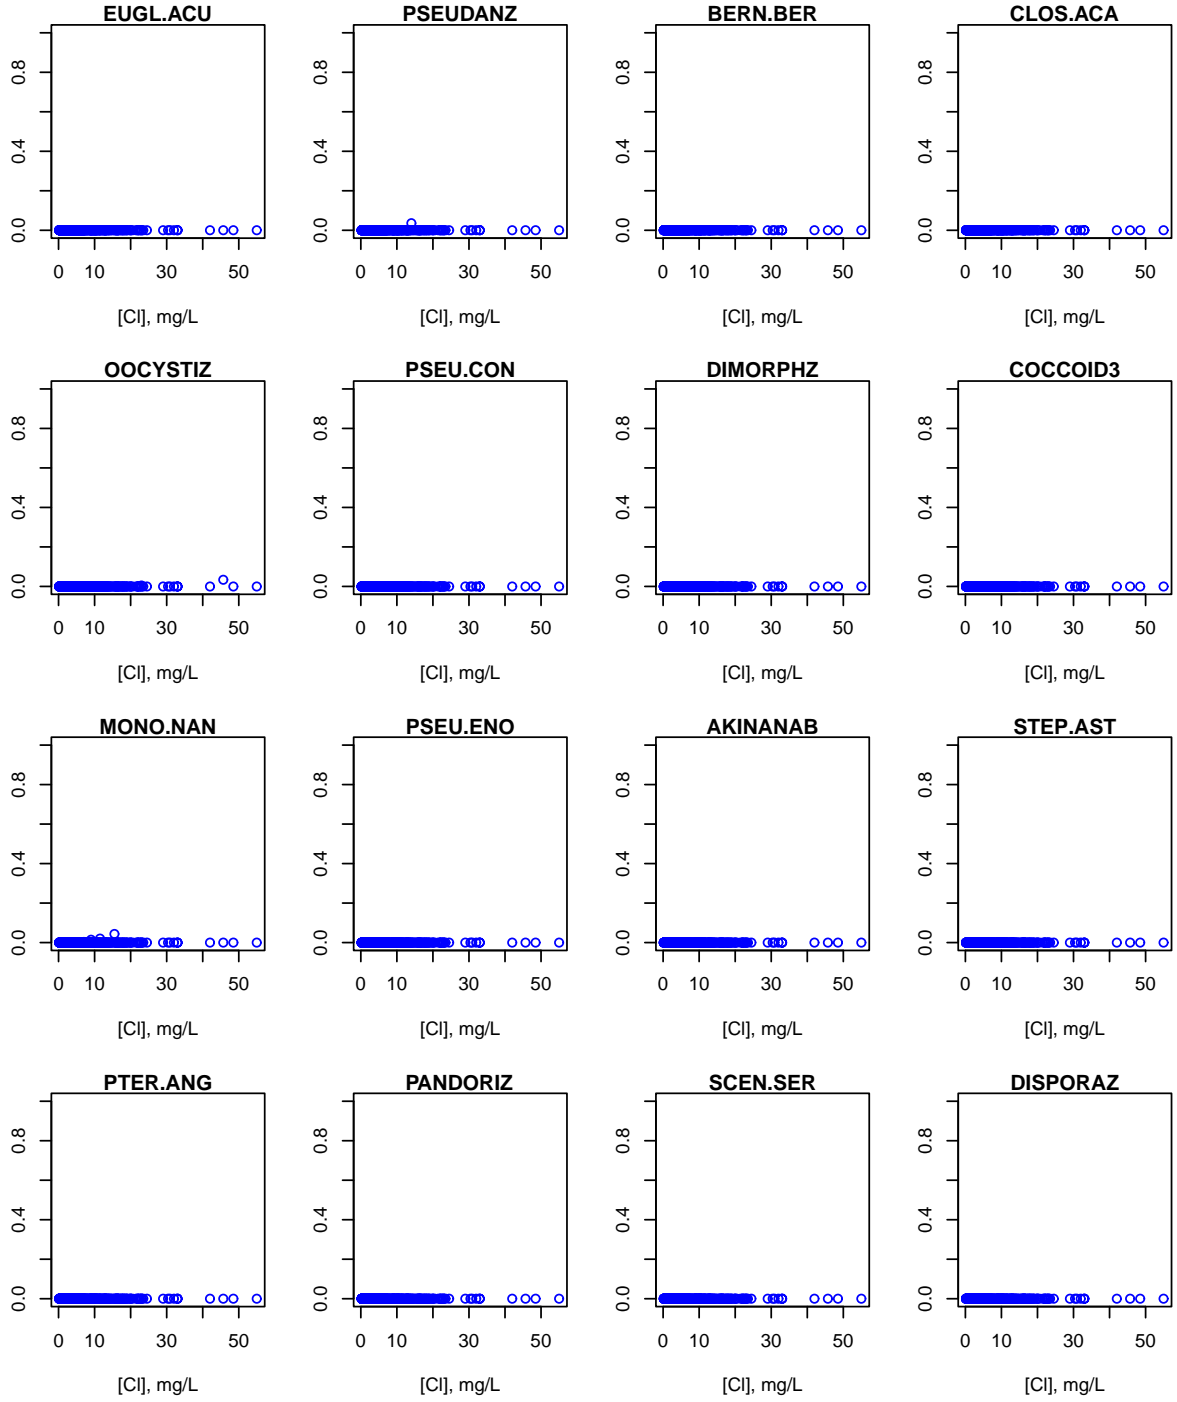 EUGL.ACU PSEUDANZ BERN.BER CLOS.ACA
0.8 0.8 0.8 0.8
0.4 0.4 0.4 0.4
0.0 0.0 0.0 0.0
0 10 30 50 0 10 30 50 0 10 30 50 0 10 30 50
[Cl], mg/L [Cl], mg/L [Cl], mg/L [Cl], mg/L
OOCYSTIZ PSEU.CON DIMORPHZ COCCOID3
0.8 0.8 0.8 0.8
0.4 0.4 0.4 0.4
0.0 0.0 0.0 0.0
0 10 30 50 0 10 30 50 0 10 30 50 0 10 30 50
[Cl], mg/L [Cl], mg/L [Cl], mg/L [Cl], mg/L
MONO.NAN PSEU.ENO AKINANAB STEP.AST
0.8 0.8 0.8 0.8
0.4 0.4 0.4 0.4
0.0 0.0 0.0 0.0
0 10 30 50 0 10 30 50 0 10 30 50 0 10 30 50
[Cl], mg/L [Cl], mg/L [Cl], mg/L [Cl], mg/L
PTER.ANG PANDORIZ SCEN.SER DISPORAZ
0.8 0.8 0.8 0.8
0.4 0.4 0.4 0.4
0.0 0.0 0.0 0.0
0 10 30 50 0 10 30 50 0 10 30 50 0 10 30 50
[Cl], mg/L [Cl], mg/L [Cl], mg/L [Cl], mg/L